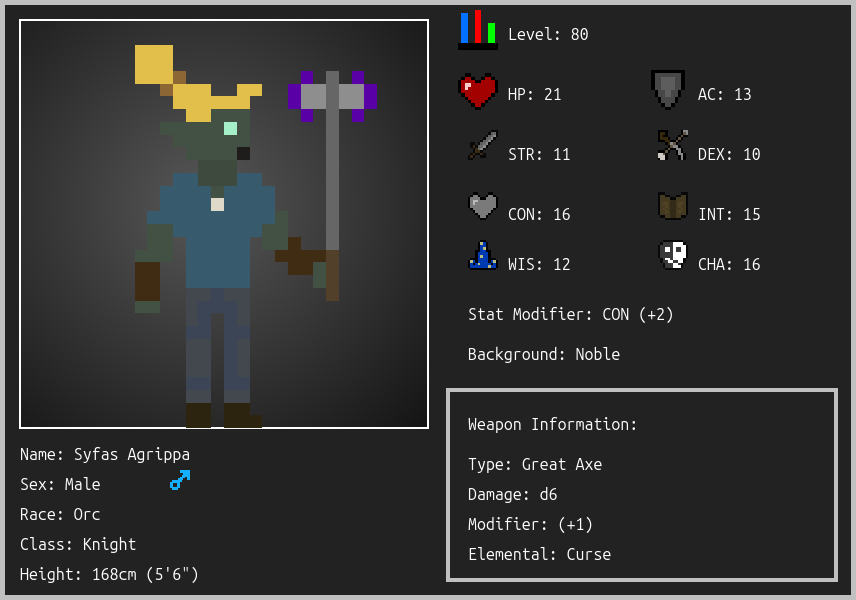 Level: 80
HP: 21
AC: 13
STR: 11
DEX: 10
CON: 16
INT: 15
WIS: 12
CHA: 16
Stat Modifier: CON (+2)
Background: Noble
Weapon Information:
Type: Great Axe
Damage: d6
Modifier: (+1)
Elemental: Curse
Name: Syfas Agrippa
Sex: Male
Race: Orc
Class: Knight
Height: 168cm (5'6")